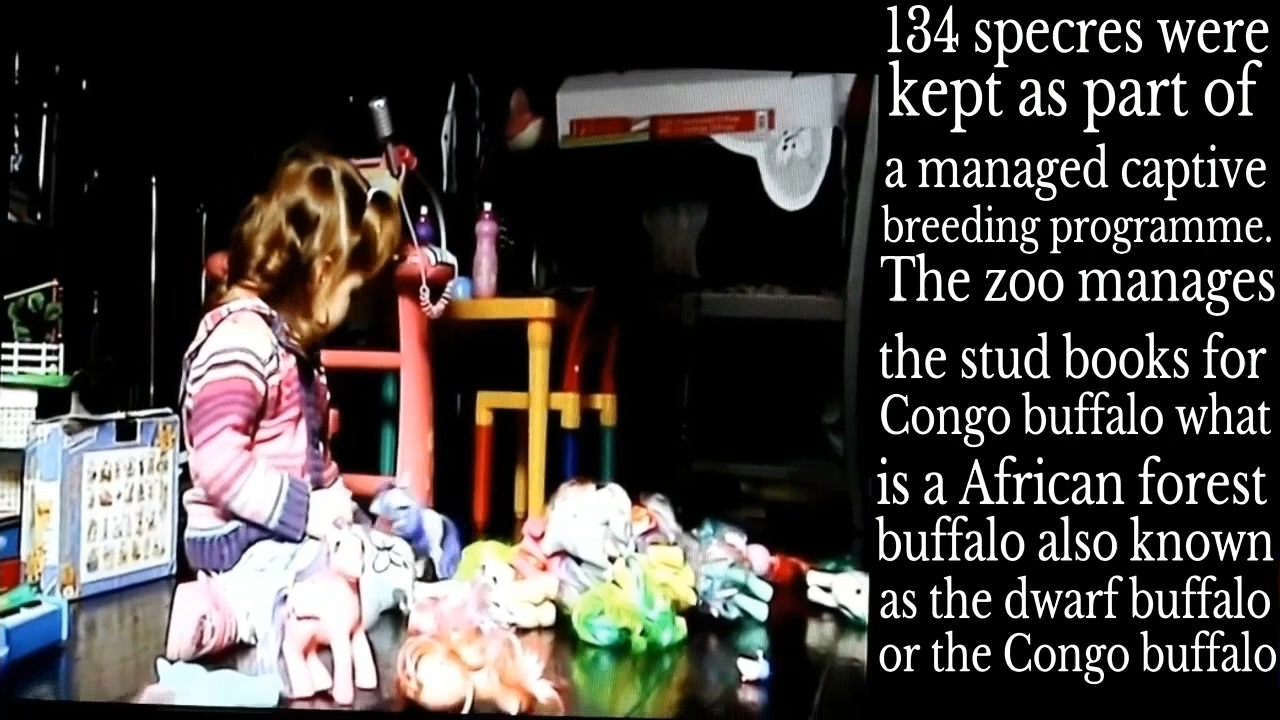 134 specres were
kept as part of
a managed captive
breeding programme.
The zoo manages
the stud books for
Congo buffalo what
is a African forest
buffalo also known
as the dwarf buffalo
or the Congo buffalo